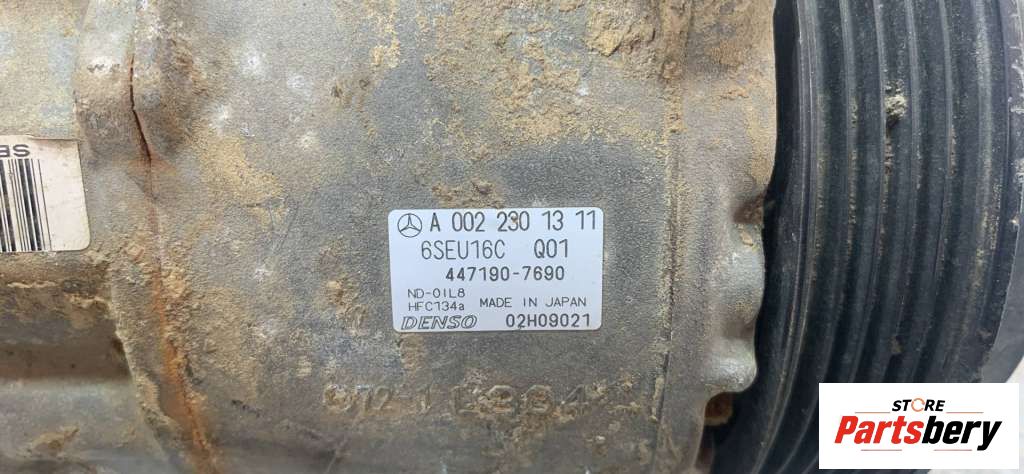 A 002 230 13 11
6SEU16C Q01
447190-7690
ND-OIL8
HFC134a MADE IN JAPAN
DENSO 02H09021
STORE
Partsbery